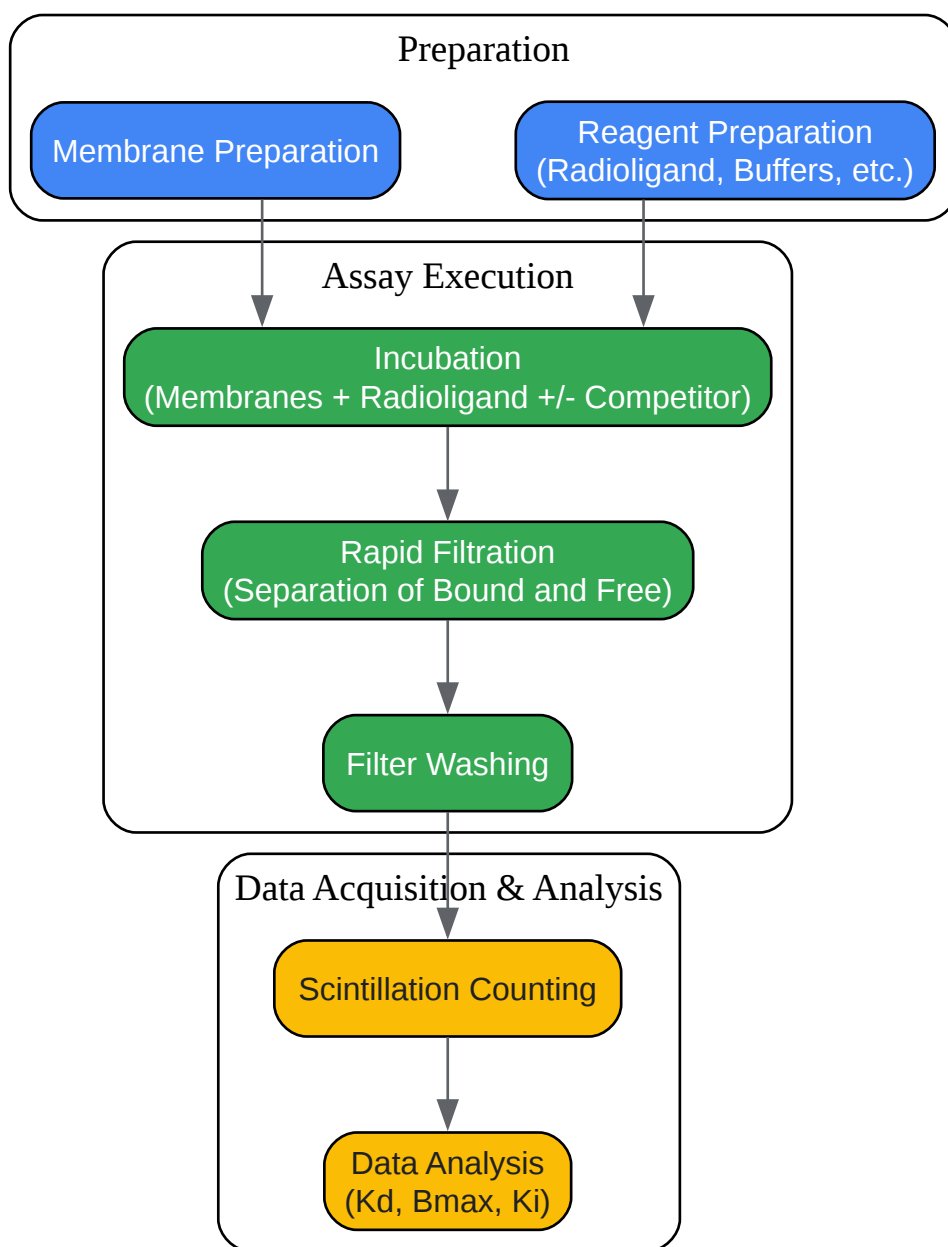 Preparation
Membrane Preparation
Reagent Preparation
(Radioligand, Buffers, etc.)
Assay Execution
Incubation
(Membranes + Radioligand +/- Competitor)
Rapid Filtration
(Separation of Bound and Free)
Filter Washing
Data Acquisition & Analysis
Scintillation Counting
Data Analysis
(Kd, Bmax, Ki)